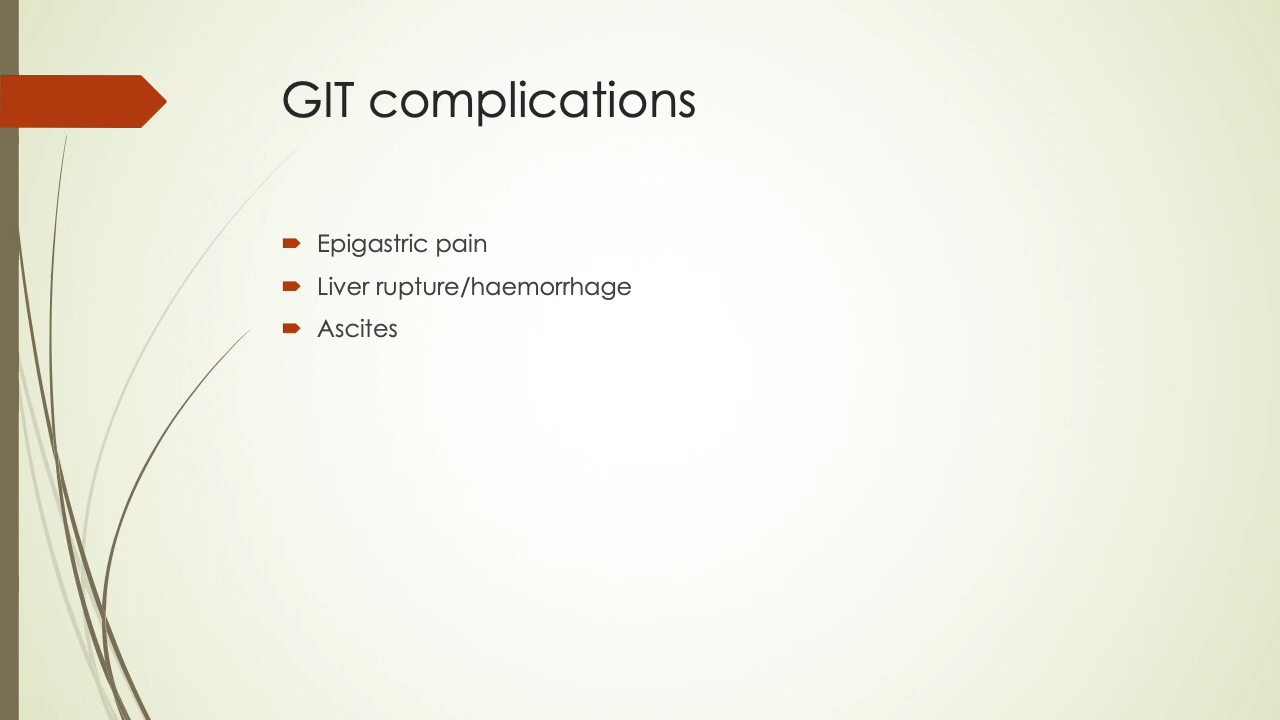 GIT complications
Epigastric pain
Liver rupture/haemorrhage
Ascites